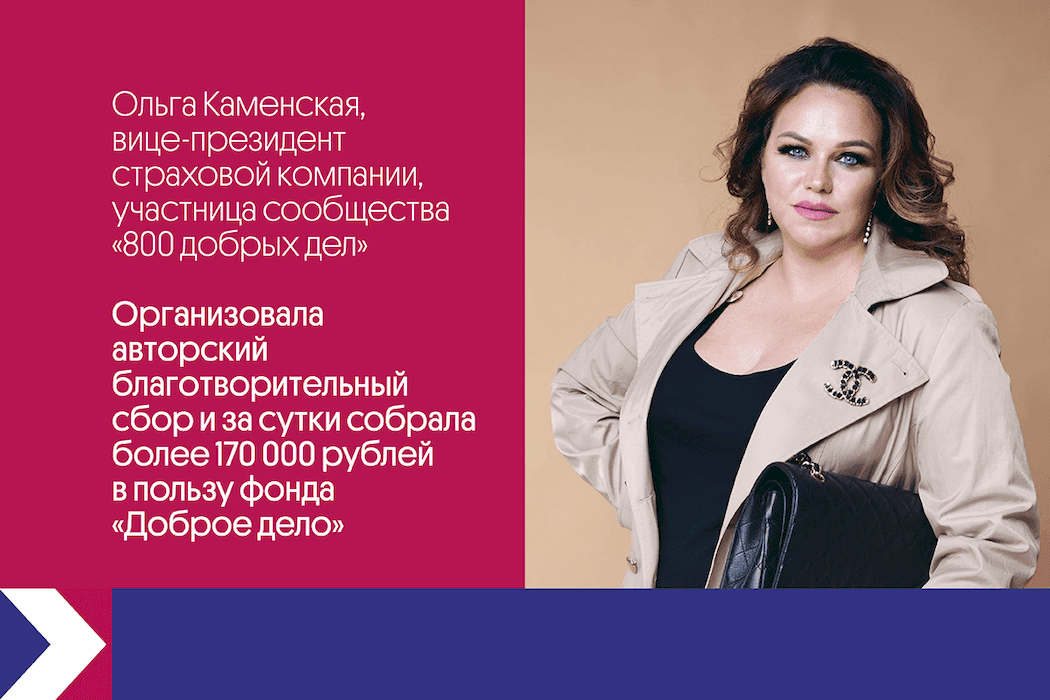 Ольга Каменская,
вице-президент
страховой компании,
участница сообщества
«800 добрых дел»
Организовала
авторский
благотворительный
сбор и за сутки собрала
более 170 000 рублей
в пользу фонда
«Доброе дело»